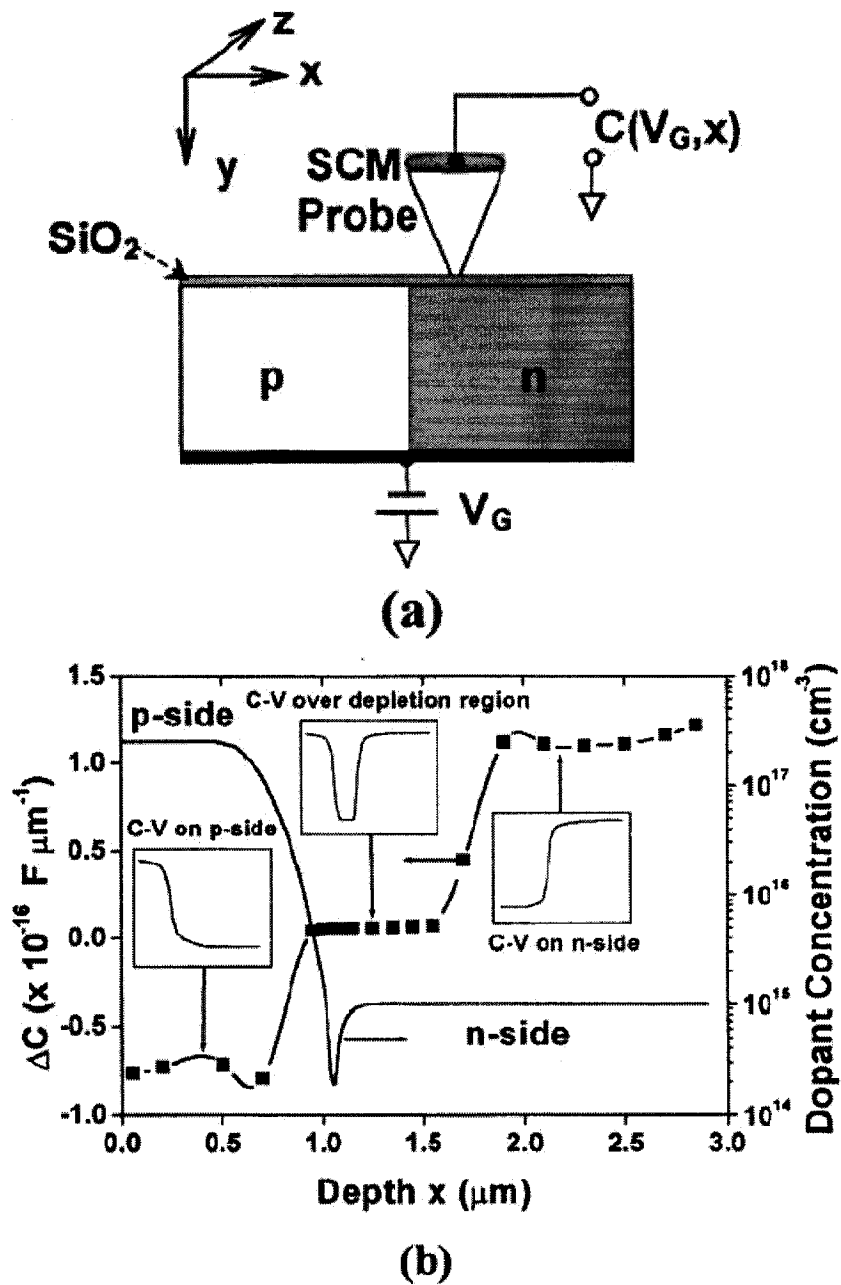 z
x
y
SCM
Probe
C(V_G,x)
SiO₂
p
n
V_G
(a)
p-side
C-V over depletion region
C-V on p-side
C-V on n-side
n-side
1.5
1.0
0.5
0.0
-0.5
-1.0
ΔC (x 10⁻¹⁶ F μm⁻¹)
10¹⁸
10¹⁷
10¹⁶
10¹⁵
10¹⁴
Dopant Concentration (cm⁻³)
0.0 0.5 1.0 1.5 2.0 2.5 3.0
Depth x (μm)
(b)